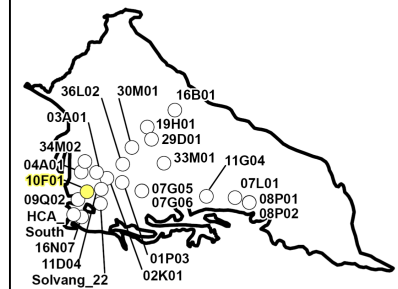 16B01
36L02
30M01
03A01
19H01
29D01
34M02
33M01
11G04
04A01
10F01
07L01
07G05
07G06
08P01
08P02
09Q02
HCA_
South
16N07
01P03
11D04
02K01
Solvang_22